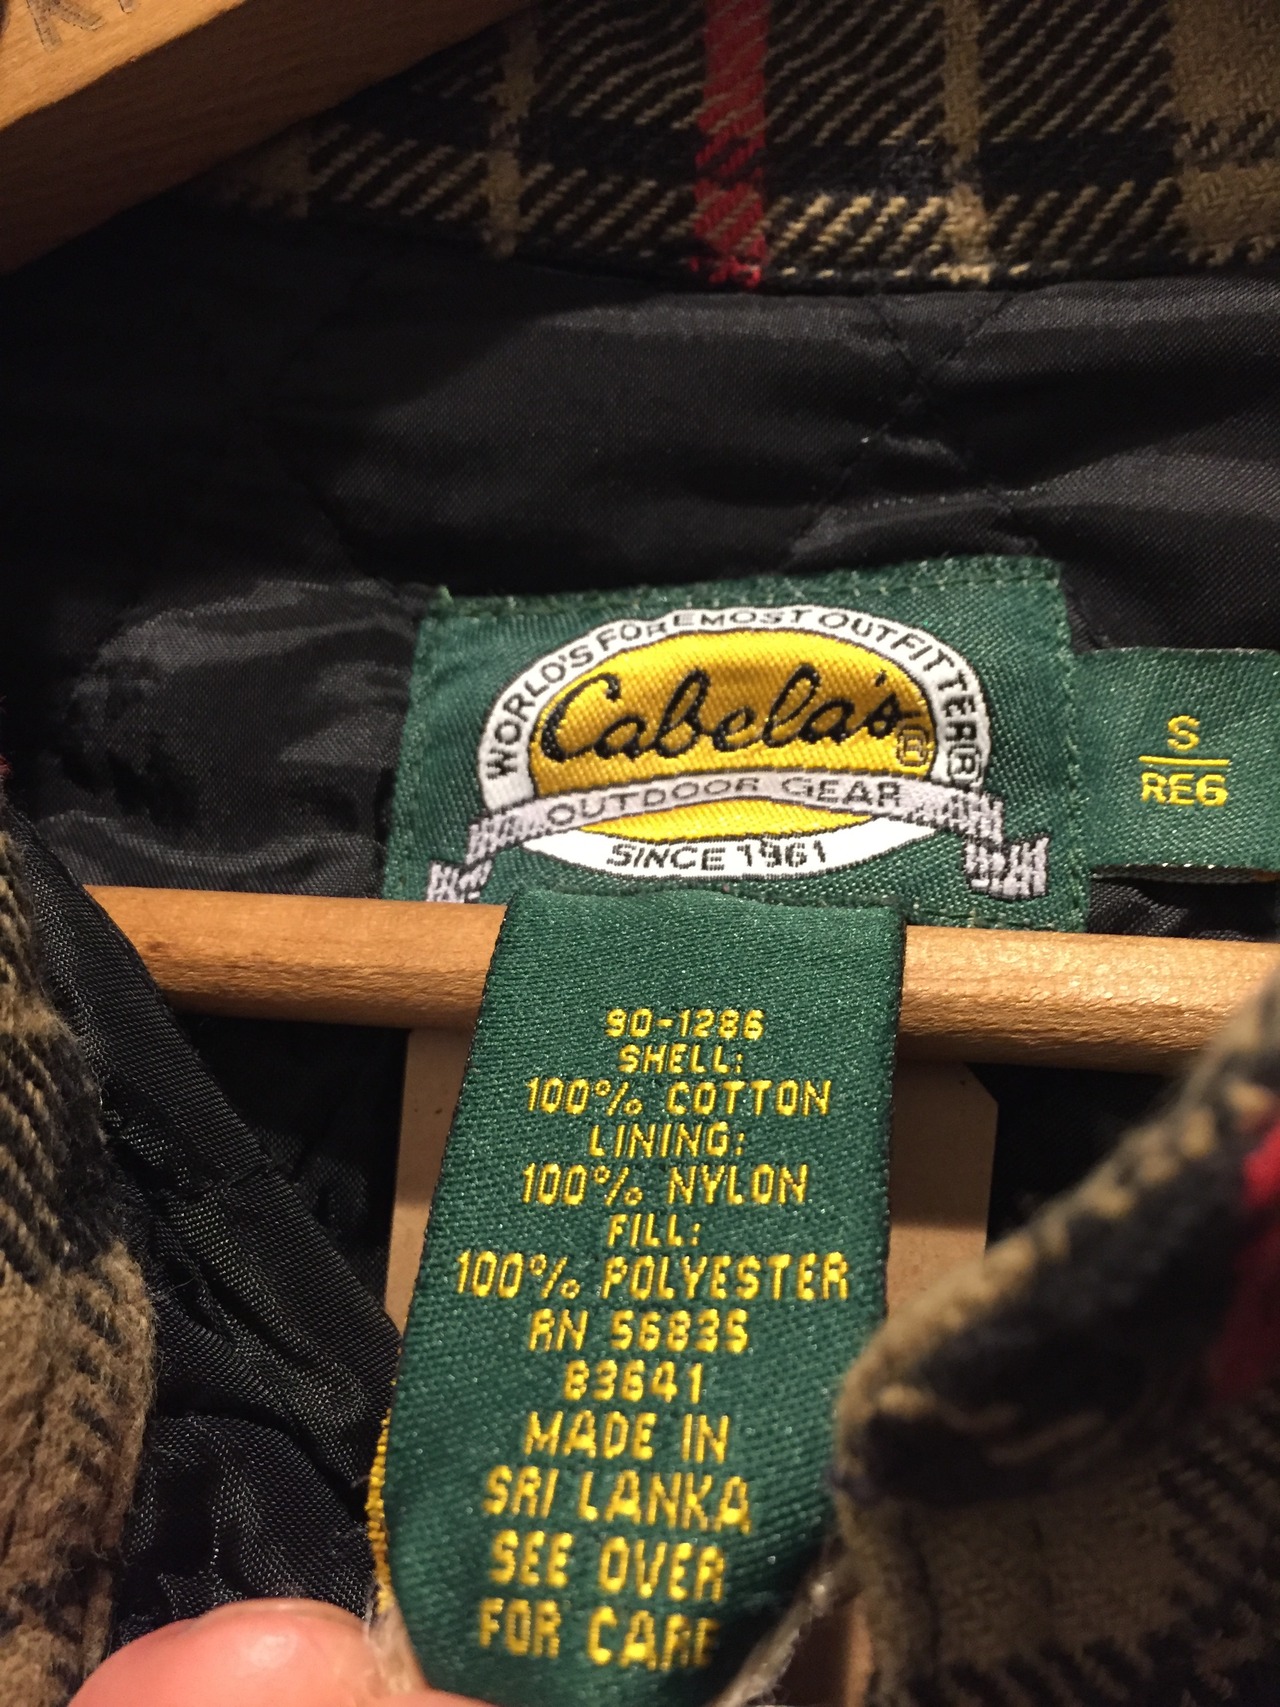 WORLD'S FOREMOST OUTFITTER®
Cabela's®
OUTDOOR GEAR
SINCE 1961
S
REG
90-1286
SHELL:
100% COTTON
LINING:
100% NYLON
FILL:
100% POLYESTER
RN 56835
83641
MADE IN
SRI LANKA
SEE OVER
FOR CARE